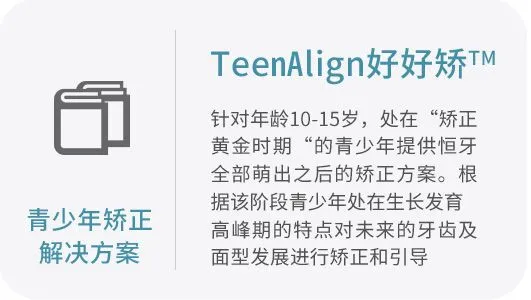 青少年矫正
解决方案
TeenAlign好好矫™
针对年龄10-15岁，处在“矫正
黄金时期“的青少年提供恒牙
全部萌出之后的矫正方案。根
据该阶段青少年处在生长发育
高峰期的特点对未来的牙齿及
面型发展进行矫正和引导